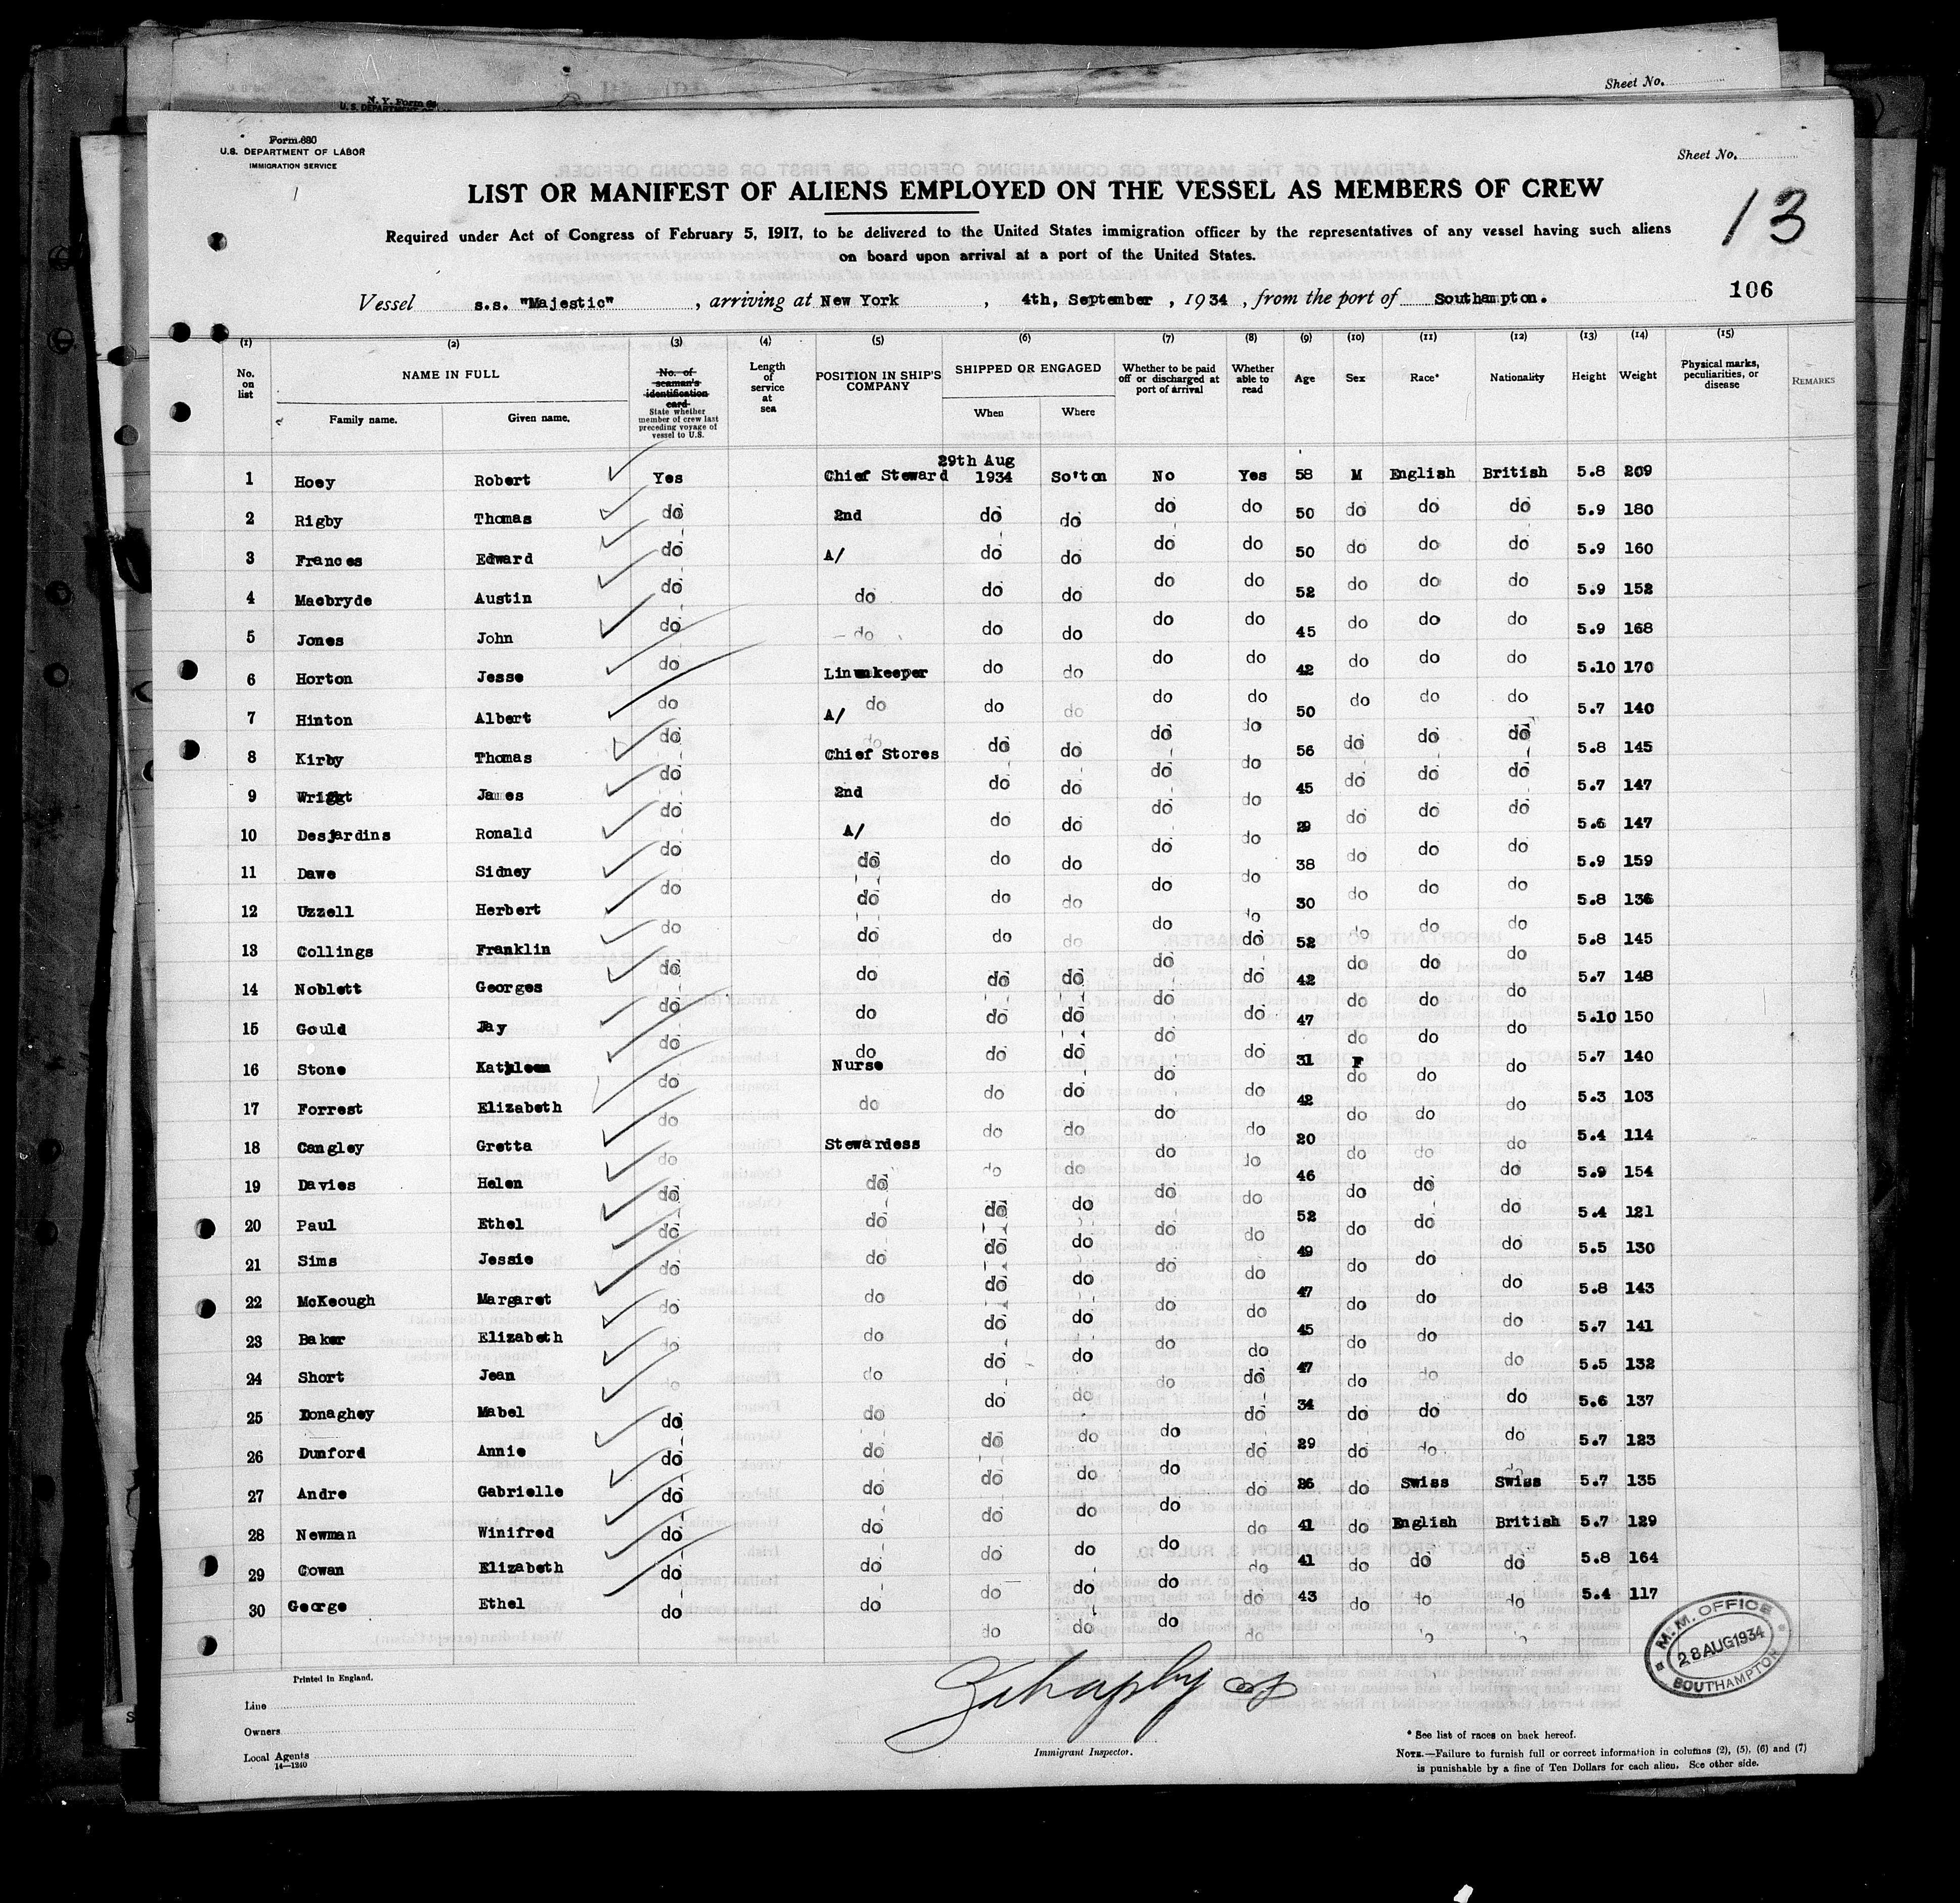 Sheet No.
N. Y. Form
U. S. DEPARTMENT OF
Form 680
U.S. DEPARTMENT OF LABOR
IMMIGRATION SERVICE
Sheet No.
LIST OR MANIFEST OF ALIENS EMPLOYED ON THE VESSEL AS MEMBERS OF CREW
13
Required under Act of Congress of February 5, 1917, to be delivered to the United States immigration officer by the representatives of any vessel having such aliens
on board upon arrival at a port of the United States.
106
Vessel s.s. "Majestic" , arriving at New York , 4th, September , 1934 , from the port of Southampton.
(1) (2) (3) (4) (5) (6) (7) (8) (9) (10) (11) (12) (13) (14) (15)
No. on list NAME IN FULL Family name. Given name. No. of seaman's identification card State whether member of crew last preceding voyage of vessel to U.S. Length of service at sea POSITION IN SHIP'S COMPANY SHIPPED OR ENGAGED When Where Whether to be paid off or discharged at port of arrival Whether able to read Age Sex Race* Nationality Height Weight Physical marks, peculiarities, or disease REMARKS
1 Hoey Robert Yes Chief Steward 29th Aug 1934 So'ton No Yes 58 M English British 5.8 209
2 Rigby Thomas do 2nd do do do do 50 do do do 5.9 180
3 Frances Edward do A/ do do do do 50 do do do 5.9 160
4 Macbryde Austin do do do do do do 52 do do do 5.9 152
5 Jones John do do do do do do 45 do do do 5.9 168
6 Horton Jesse do Linenkeeper do do do do 42 do do do 5.10 170
7 Hinton Albert do A/ do do do do do 50 do do do 5.7 140
8 Kirby Thomas do Chief Stores do do do do 56 do do do 5.8 145
9 Wright James do 2nd do do do do 45 do do do 5.7 147
10 Desjardins Ronald do A/ do do do do 29 do do do 5.6 147
11 Dawe Sidney do do do do do do 38 do do do 5.9 159
12 Uzzell Herbert do do do do do do 30 do do do 5.8 136
13 Collings Franklin do do do do do do 52 do do do 5.8 145
14 Noblett Georges do do do do do do 42 do do do 5.7 148
15 Gould Jay do do do do do do 47 do do do 5.10 150
16 Stone Kathleen do do Nurse do do do do 31 F do do 5.7 140
17 Forrest Elizabeth do do do do do do 42 do do do 5.3 103
18 Cangley Gretta do Stewardess do do do do 20 do do do 5.4 114
19 Davies Helen do do do do do do 46 do do do 5.9 154
20 Paul Ethel do do do do do do 52 do do do 5.4 121
21 Sims Jessie do do do do do do 49 do do do 5.5 130
22 McKeough Margaret do do do do do do 47 do do do 5.8 143
23 Baker Elizabeth do do do do do do 45 do do do 5.7 141
24 Short Jean do do do do do do 47 do do do 5.5 132
25 Donaghey Mabel do do do do do do 34 do do do 5.6 137
26 Dunford Annie do do do do do do 29 do do do 5.7 123
27 Andre Gabrielle do do do do do do 26 do Swiss Swiss 5.7 135
28 Newman Winifred do do do do do do 41 do English British 5.7 129
29 Cowan Elizabeth do do do do do do 41 do do do 5.8 164
30 George Ethel do do do do do do 43 do do do 5.4 117
M. M. OFFICE
28 AUG 1934
SOUTHAMPTON
Printed in England.
Line
Owners
Local Agents
14—1240
Immigrant Inspector.
* See list of races on back hereof.
NOTE.—Failure to furnish full or correct information in columns (2), (5), (6) and (7)
is punishable by a fine of Ten Dollars for each alien. See other side.